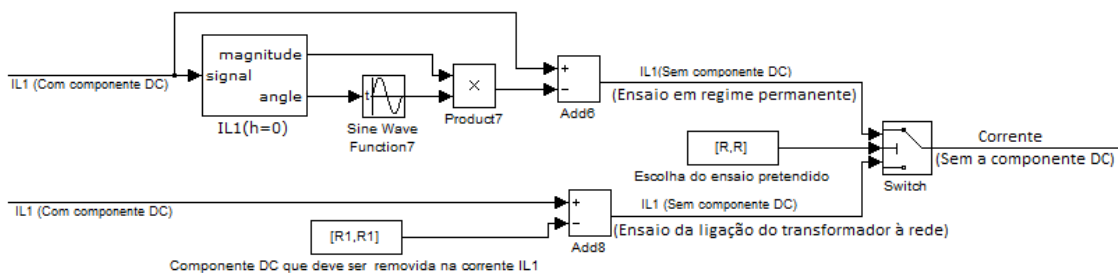 IL1 (Com componente DC)
magnitude
signal
angle
IL1(h=0)
t
Sine Wave
Function7
×
Product7
+
−
Add6
IL1(Sem componente DC)
(Ensaio em regime permanente)
[R,R]
Escolha do ensaio pretendido
Switch
Corrente
(Sem a componente DC)
IL1 (Com componente DC)
[R1,R1]
Componente DC que deve ser removida na corrente IL1
+
−
Add8
IL1 (Sem componente DC)
(Ensaio da ligação do transformador à rede)